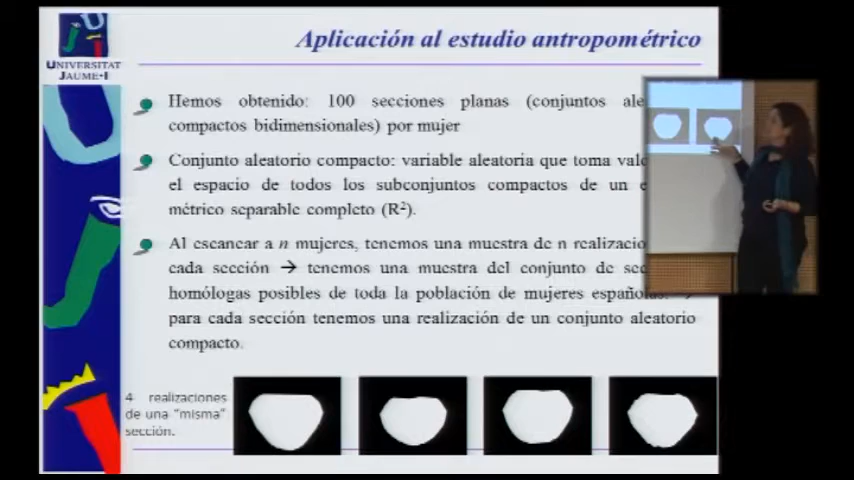 Aplicación al estudio antropométrico
UNIVERSITAT
JAUME·I
Hemos obtenido: 100 secciones planas (conjuntos
compactos bidimensionales) por mujer
Conjunto aleatorio compacto: variable aleatoria que toma
el espacio de todos los subconjuntos compactos de un
métrico separable completo (R²).
Al escanear a n mujeres, tenemos una muestra de n
cada sección → tenemos una muestra del conjunto de
homólogas posibles de toda la población de mujeres españolas.
para cada sección tenemos una realización de un conjunto aleatorio
compacto.
4 realizaciones
de una "misma"
sección.